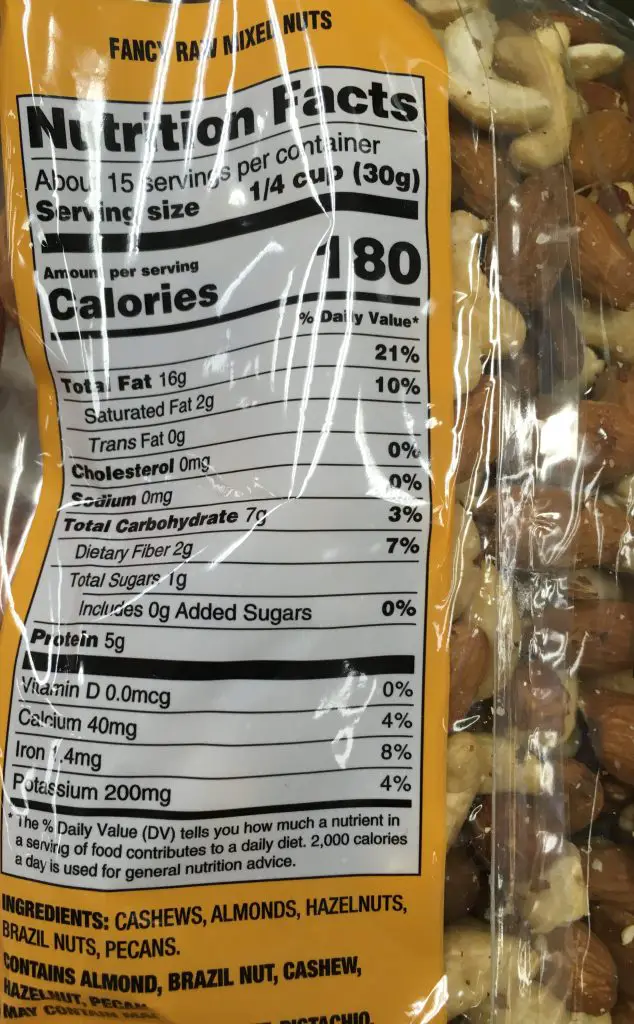 FANCY RAW MIXED NUTS
Nutrition Facts
About 15 servings per container
Serving size 1/4 cup (30g)
Amount per serving
Calories 180
% Daily Value*
Total Fat 16g 21%
Saturated Fat 2g 10%
Trans Fat 0g
Cholesterol 0mg 0%
Sodium 0mg 0%
Total Carbohydrate 7g 3%
Dietary Fiber 2g 7%
Total Sugars 1g
Includes 0g Added Sugars 0%
Protein 5g
Vitamin D 0.0mcg 0%
Calcium 40mg 4%
Iron 1.4mg 8%
Potassium 200mg 4%
* The % Daily Value (DV) tells you how much a nutrient in
a serving of food contributes to a daily diet. 2,000 calories
a day is used for general nutrition advice.
INGREDIENTS: CASHEWS, ALMONDS, HAZELNUTS,
BRAZIL NUTS, PECANS.
CONTAINS ALMOND, BRAZIL NUT, CASHEW,
HAZELNUT, PECAN
MAY CONTAIN
PISTACHIO,